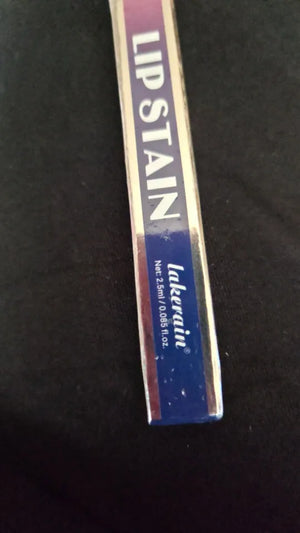 LIP STAIN
lakerain®
Net: 2.5ml / 0.085 fl.oz.